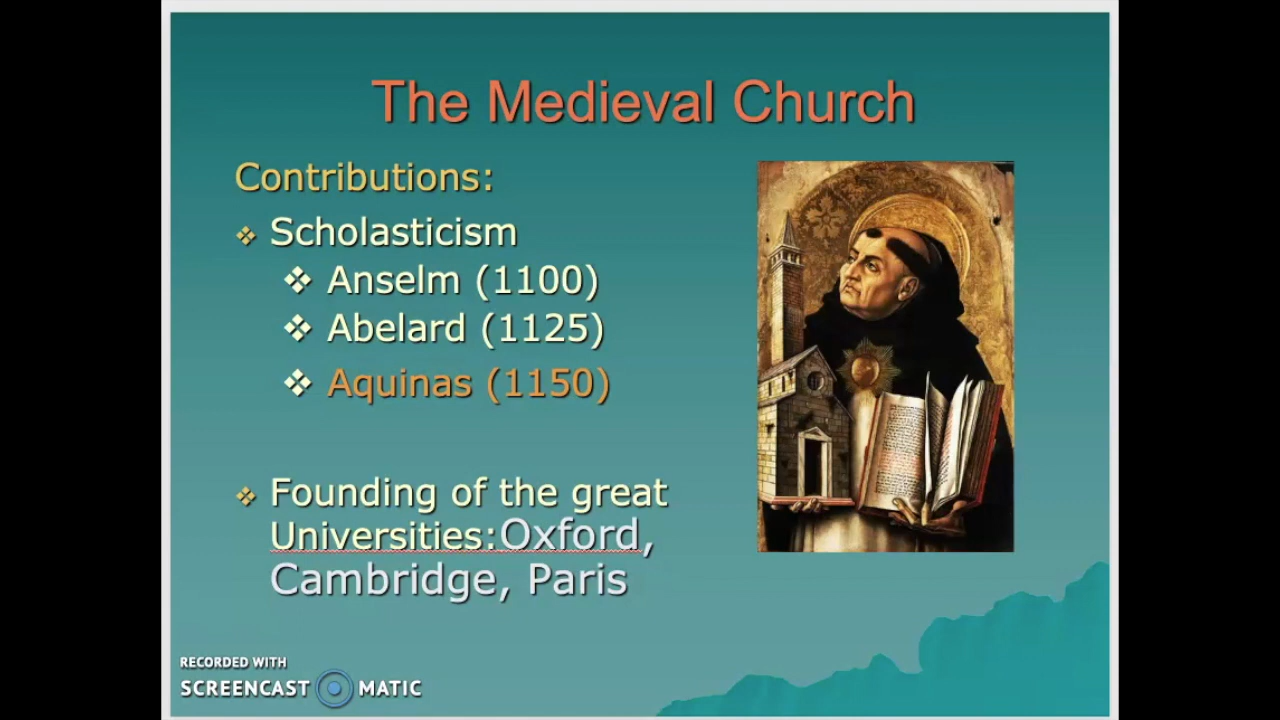 The Medieval Church
Contributions:
❖ Scholasticism
❖ Anselm (1100)
❖ Abelard (1125)
❖ Aquinas (1150)
❖ Founding of the great
Universities:Oxford,
Cambridge, Paris
RECORDED WITH
SCREENCAST MATIC